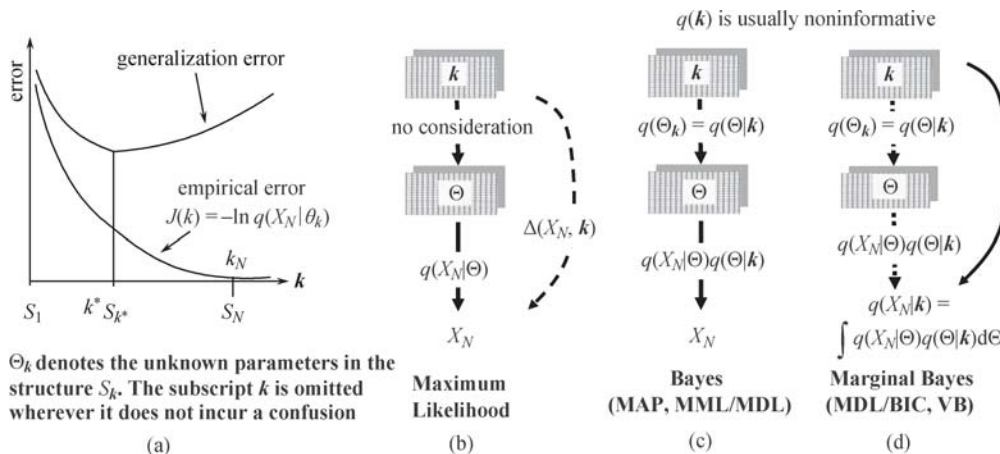 q(k) is usually noninformative
error
generalization error
empirical error
J(k) = −ln q(X_N|θ_k)
k_N
k
S_1
k* S_k*
S_N
Θ_k denotes the unknown parameters in the
structure S_k. The subscript k is omitted
wherever it does not incur a confusion
(a)
k
no consideration
Θ
Δ(X_N, k)
q(X_N|Θ)
X_N
Maximum
Likelihood
(b)
k
q(Θ_k) = q(Θ|k)
Θ
q(X_N|Θ)q(Θ|k)
X_N
Bayes
(MAP, MML/MDL)
(c)
k
q(Θ_k) = q(Θ|k)
Θ
q(X_N|Θ)q(Θ|k)
q(X_N|k) =
∫ q(X_N|Θ)q(Θ|k)dΘ
Marginal Bayes
(MDL/BIC, VB)
(d)